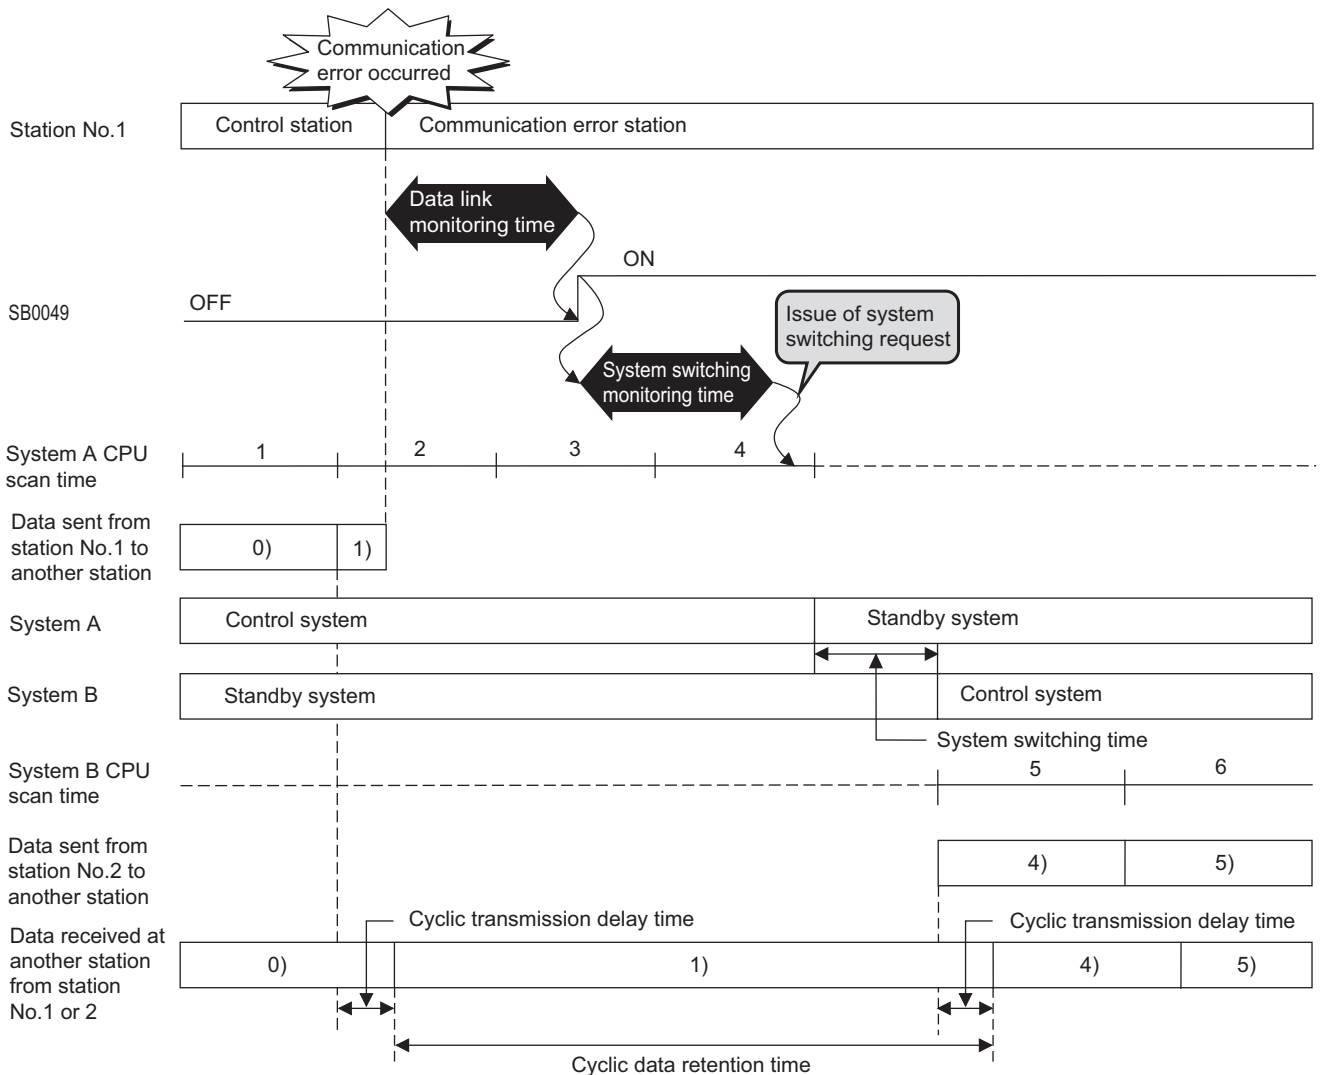 Communication
error occurred
Station No.1
Control station
Communication error station
Data link
monitoring time
ON
OFF
SB0049
Issue of system
switching request
System switching
monitoring time
System A CPU
scan time
1
2
3
4
Data sent from
station No.1 to
another station
0)
1)
System A
Control system
Standby system
System B
Standby system
Control system
System switching time
System B CPU
scan time
5
6
Data sent from
station No.2 to
another station
4)
5)
Cyclic transmission delay time
Cyclic transmission delay time
Data received at
another station
from station
No.1 or 2
0)
1)
4)
5)
Cyclic data retention time